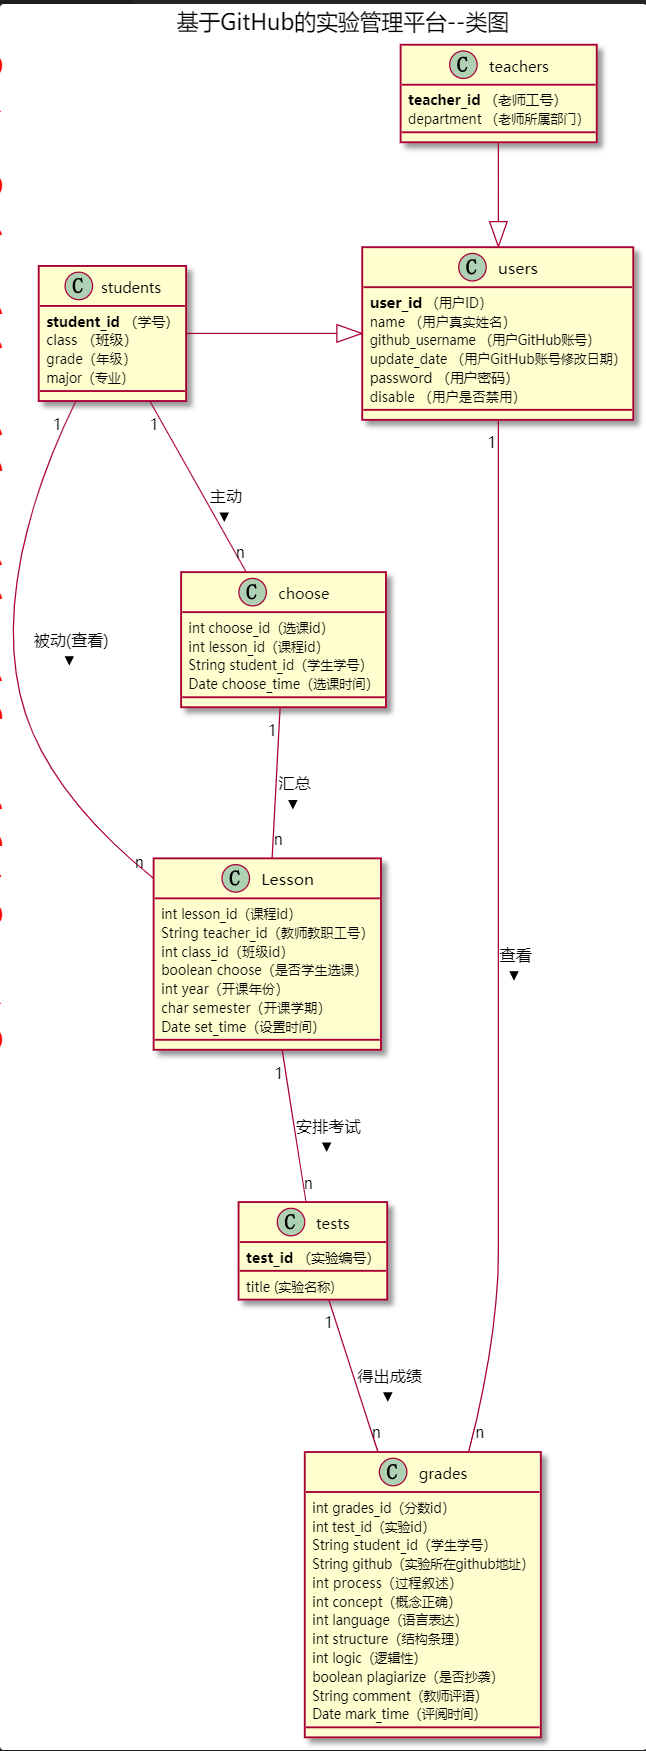 基于GitHub的实验管理平台--类图
C teachers
teacher_id （老师工号）
department （老师所属部门）
C students
student_id （学号）
class （班级）
grade（年级）
major（专业）
C users
user_id （用户ID）
name （用户真实姓名）
github_username （用户GitHub账号）
update_date （用户GitHub账号修改日期）
password （用户密码）
disable （用户是否禁用）
1
1
1
主动
▼
n
C choose
int choose_id（选课id）
int lesson_id（课程id）
String student_id（学生学号）
Date choose_time（选课时间）
被动(查看)
▼
1
汇总
▼
n
n
C Lesson
int lesson_id（课程id）
String teacher_id（教师教职工号）
int class_id（班级id）
boolean choose（是否学生选课）
int year（开课年份）
char semester（开课学期）
Date set_time（设置时间）
查看
▼
1
安排考试
▼
n
C tests
test_id （实验编号）
title (实验名称)
1
得出成绩
▼
n
n
C grades
int grades_id（分数id）
int test_id（实验id）
String student_id（学生学号）
String github（实验所在github地址）
int process（过程叙述）
int concept（概念正确）
int language（语言表达）
int structure（结构条理）
int logic（逻辑性）
boolean plagiarize（是否抄袭）
String comment（教师评语）
Date mark_time（评阅时间）